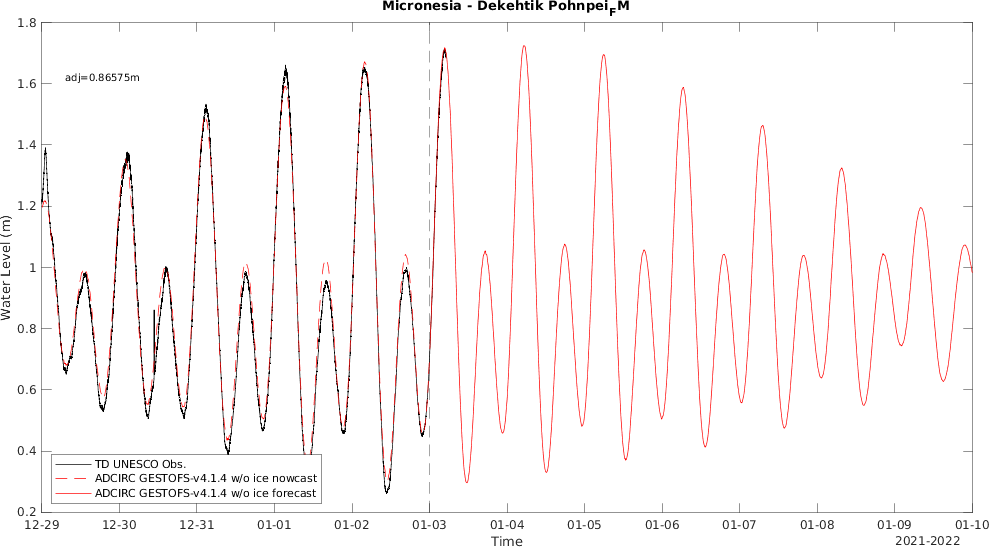 Micronesia - Dekehtik Pohnpei_FM
1.8
1.6
1.4
1.2
1
0.8
0.6
0.4
0.2
Water Level (m)
adj=0.86575m
TD UNESCO Obs.
ADCIRC GESTOFS-v4.1.4 w/o ice nowcast
ADCIRC GESTOFS-v4.1.4 w/o ice forecast
12-29 12-30 12-31 01-01 01-02 01-03 01-04 01-05 01-06 01-07 01-08 01-09 01-10
Time
2021-2022